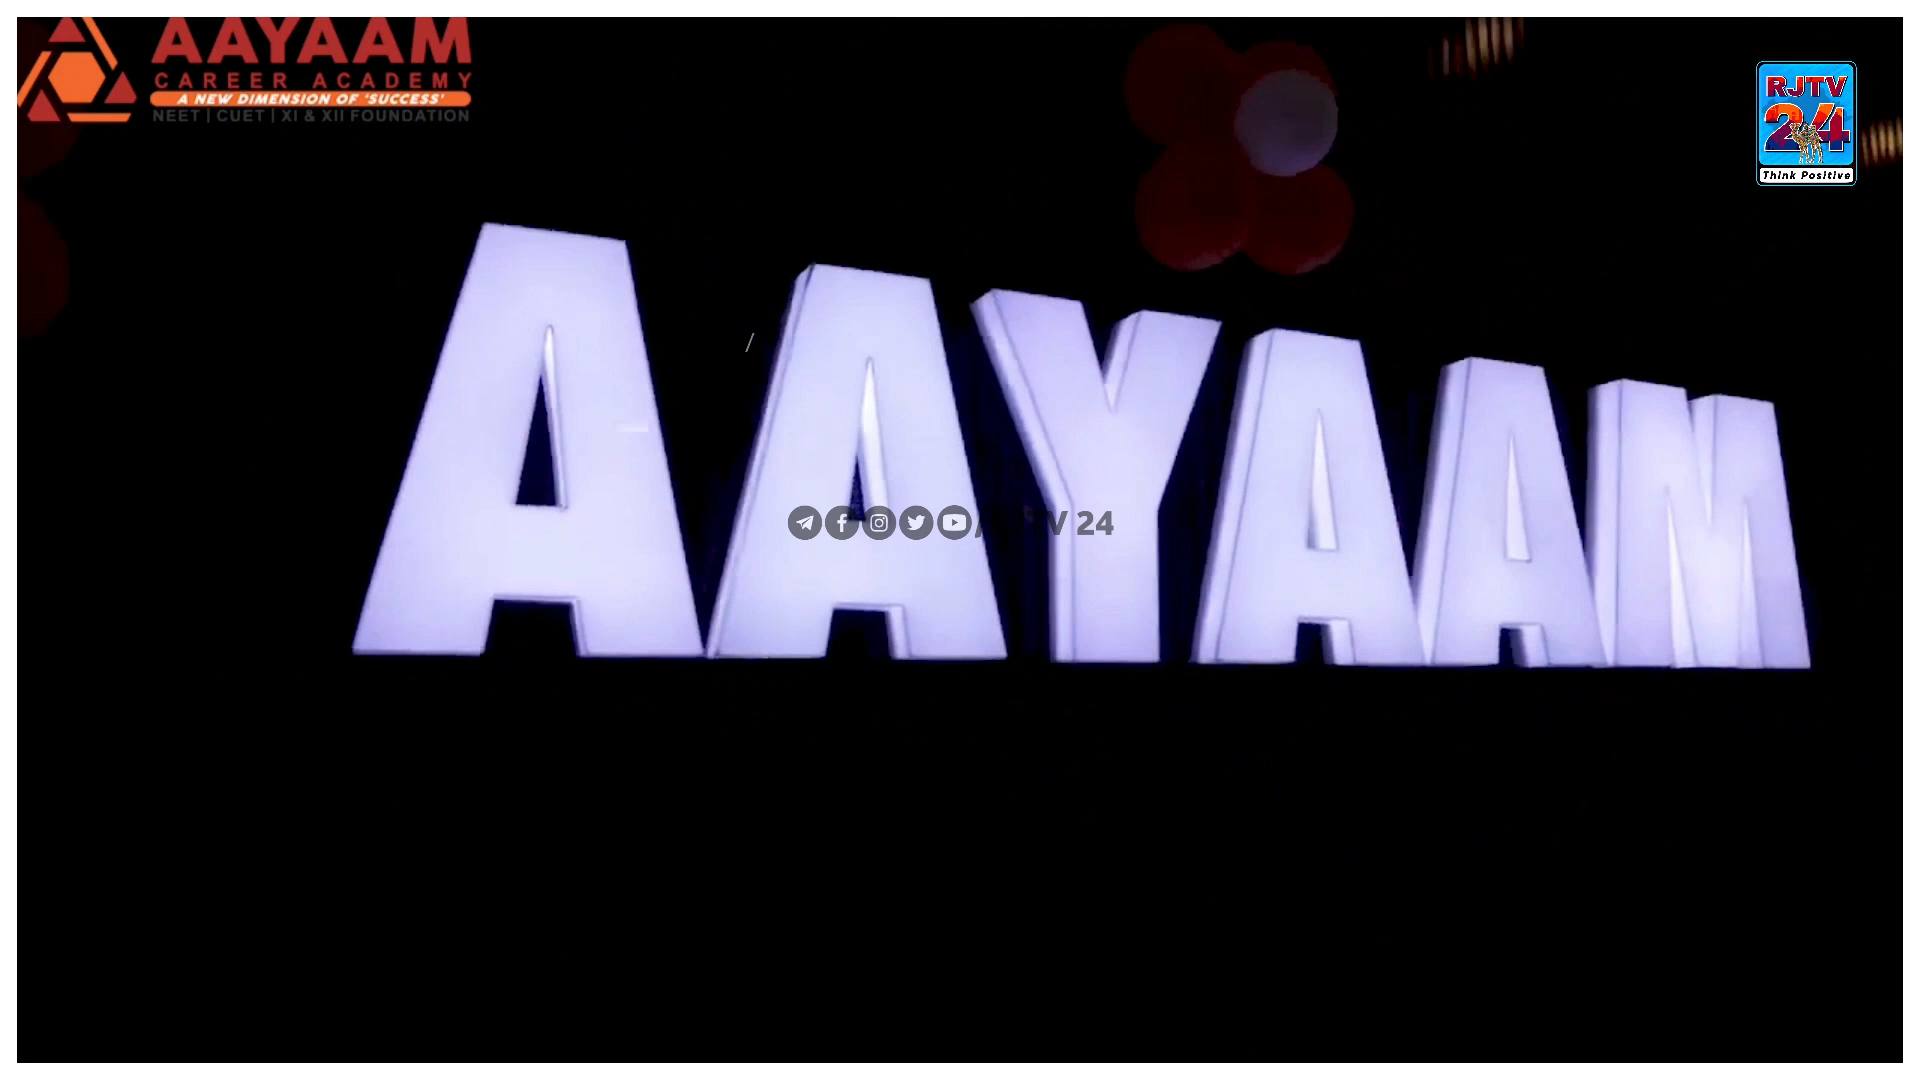 AAYAAM
CAREER ACADEMY
A NEW DIMENSION OF 'SUCCESS'
NEET | CUET | XI & XII FOUNDATION
RJTV
24
Think Positive
AAYAAM
/
24